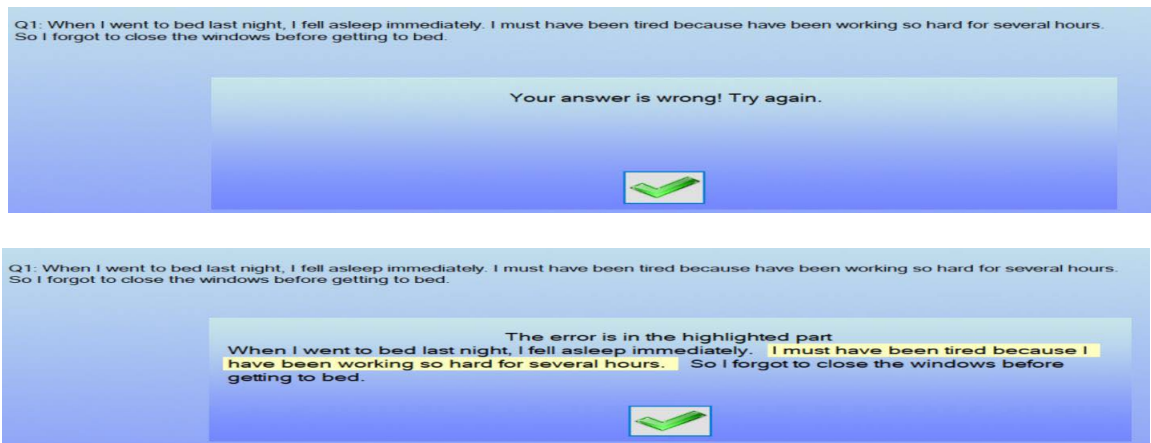 Q1: When I went to bed last night, I fell asleep immediately. I must have been tired because have been working so hard for several hours.
So I forgot to close the windows before getting to bed.
Your answer is wrong! Try again.
Q1: When I went to bed last night, I fell asleep immediately. I must have been tired because have been working so hard for several hours.
So I forgot to close the windows before getting to bed.
The error is in the highlighted part
When I went to bed last night, I fell asleep immediately. I must have been tired because I
have been working so hard for several hours. So I forgot to close the windows before
getting to bed.